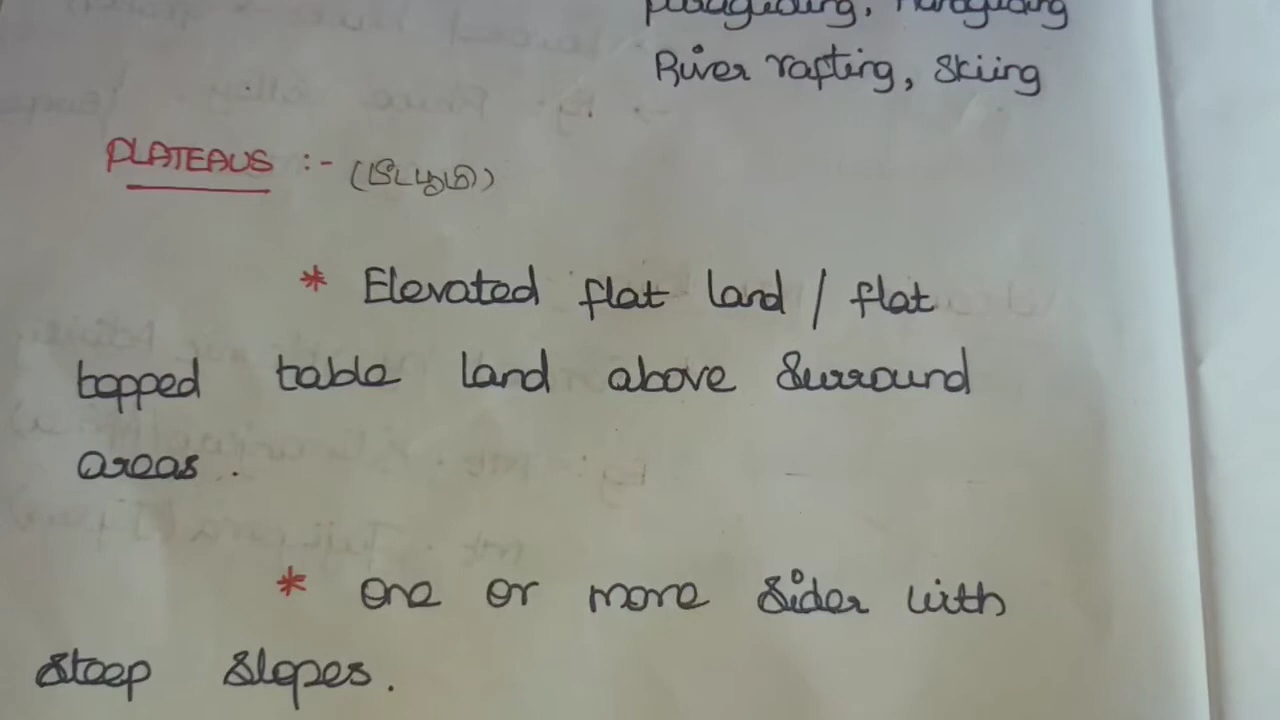 River rafting, Skiing
PLATEAUS :-
* Elevated flat land / flat
topped table land above Surround
areas.
* One or more sides with
steep slopes.